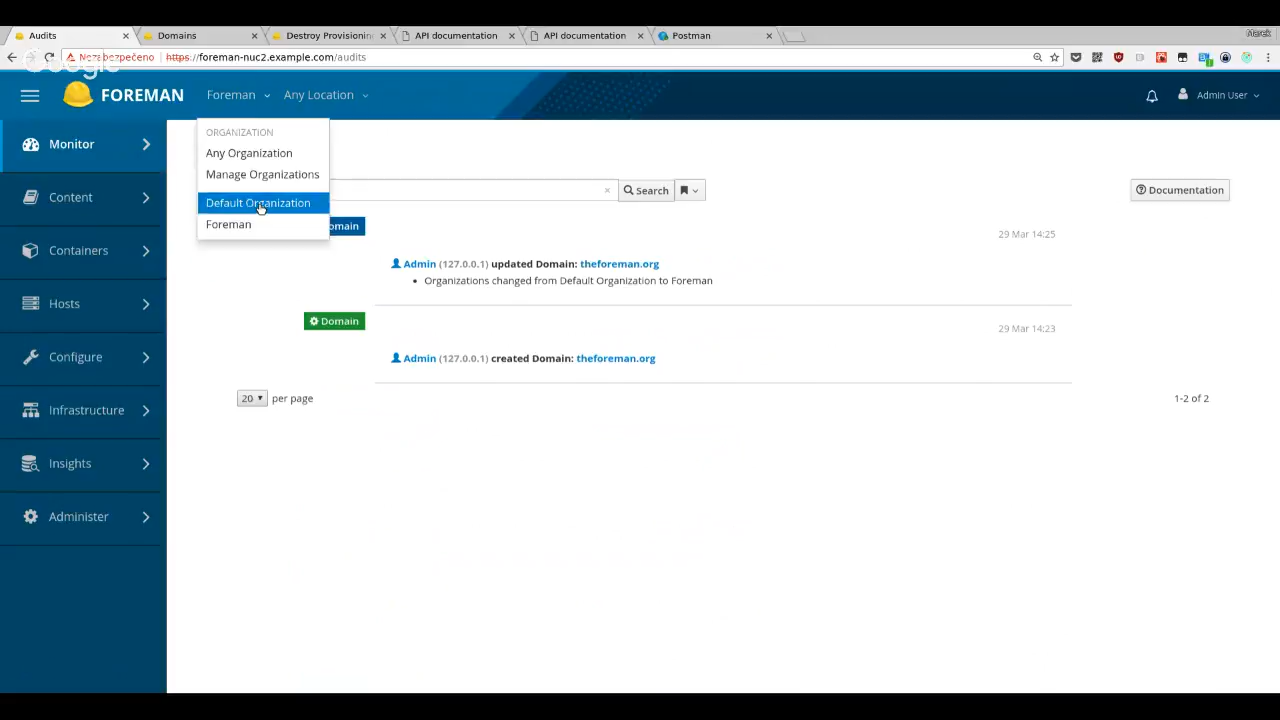 Audits
Domains
Destroy Provisionin
API documentation
API documentation
Postman
Marek
Nezabezpečeno
https://foreman-nuc2.example.com/audits
Google
FOREMAN
Foreman
Any Location
Admin User
ORGANIZATION
Any Organization
Manage Organizations
Default Organization
Foreman
Monitor
Content
Containers
Hosts
Configure
Infrastructure
Insights
Administer
Search
Documentation
omain
29 Mar 14:25
Admin (127.0.0.1) updated Domain: theforeman.org
Organizations changed from Default Organization to Foreman
Domain
29 Mar 14:23
Admin (127.0.0.1) created Domain: theforeman.org
20 per page
1-2 of 2